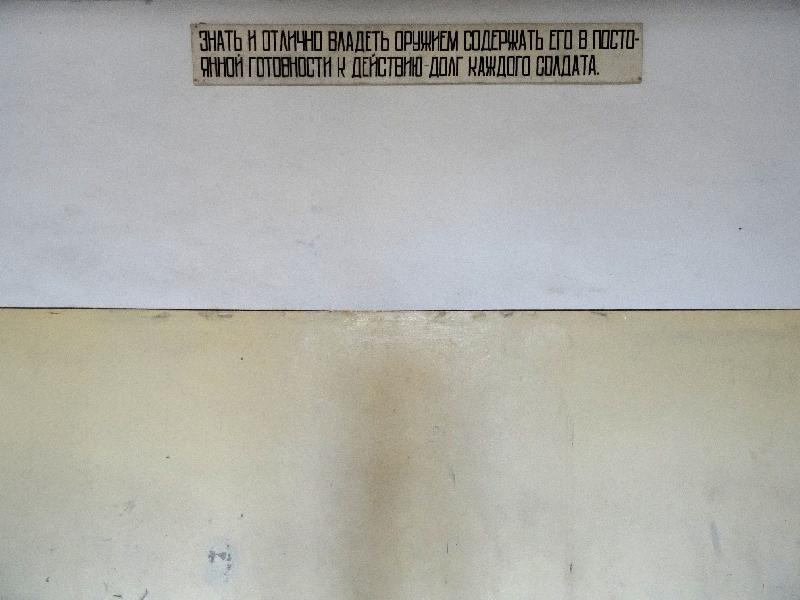 ЗНАТЬ И ОТЛИЧНО ВЛАДЕТЬ ОРУЖИЕМ СОДЕРЖАТЬ ЕГО В ПОСТО-
ЯННОЙ ГОТОВНОСТИ К ДЕЙСТВИЮ-ДОЛГ КАЖДОГО СОЛДАТА.